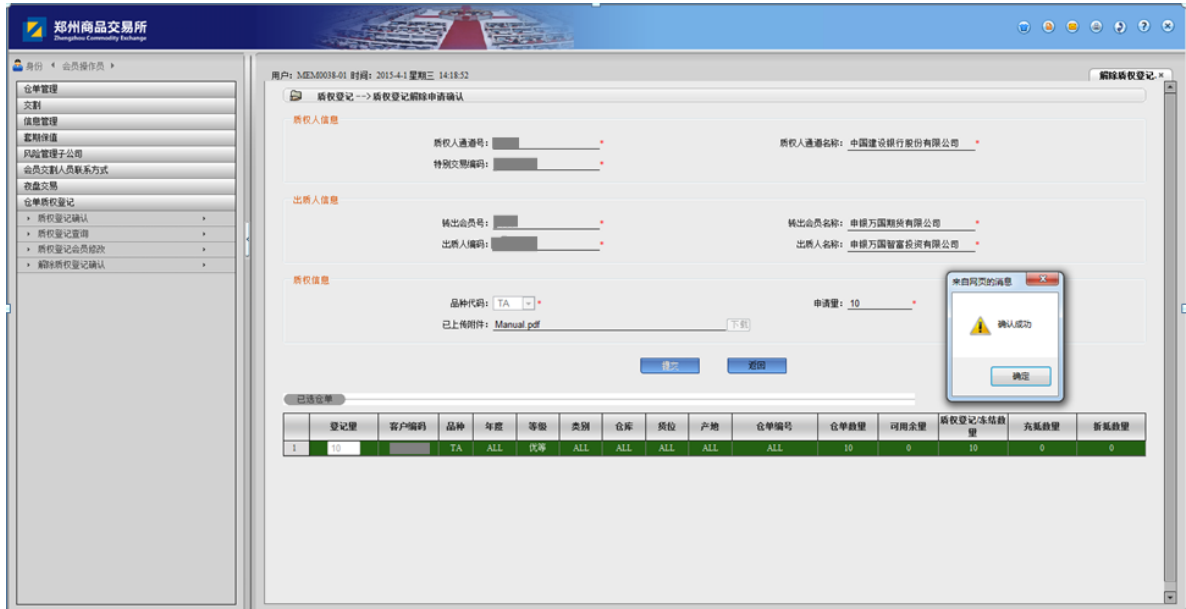 郑州商品交易所
Zhengzhou Commodity Exchange
身份 会员操作员
仓单管理
交割
信息管理
套期保值
风险管理子公司
会员交割人员联系方式
夜盘交易
仓单质权登记
质权登记确认
质权登记查询
质权登记会员修改
解除质权登记确认
用户: MEM0038-01 时间: 2015-4-1 星期三 14:18:52
解除质权登记. ×
质权登记-->质权登记解除申请确认
质权人信息
质权人通道号: * 质权人通道名称: 中国建设银行股份有限公司 *
特别交易编码: *
出质人信息
转出会员号: * 转出会员名称: 申银万国期货有限公司 *
出质人编码: * 出质人名称: 申银万国智富投资有限公司 *
质权信息
品种代码: TA * 申请量: 10 *
已上传附件: Manual.pdf 下载
来自网页的消息
确认成功
确定
提交 返回
已选仓单
登记量 客户编码 品种 年度 等级 类别 仓库 货位 产地 仓单编号 仓单数量 可用余量 质权登记/冻结数量 充抵数量 折抵数量
1 10 TA ALL 优等 ALL ALL ALL ALL ALL 10 0 10 0 0